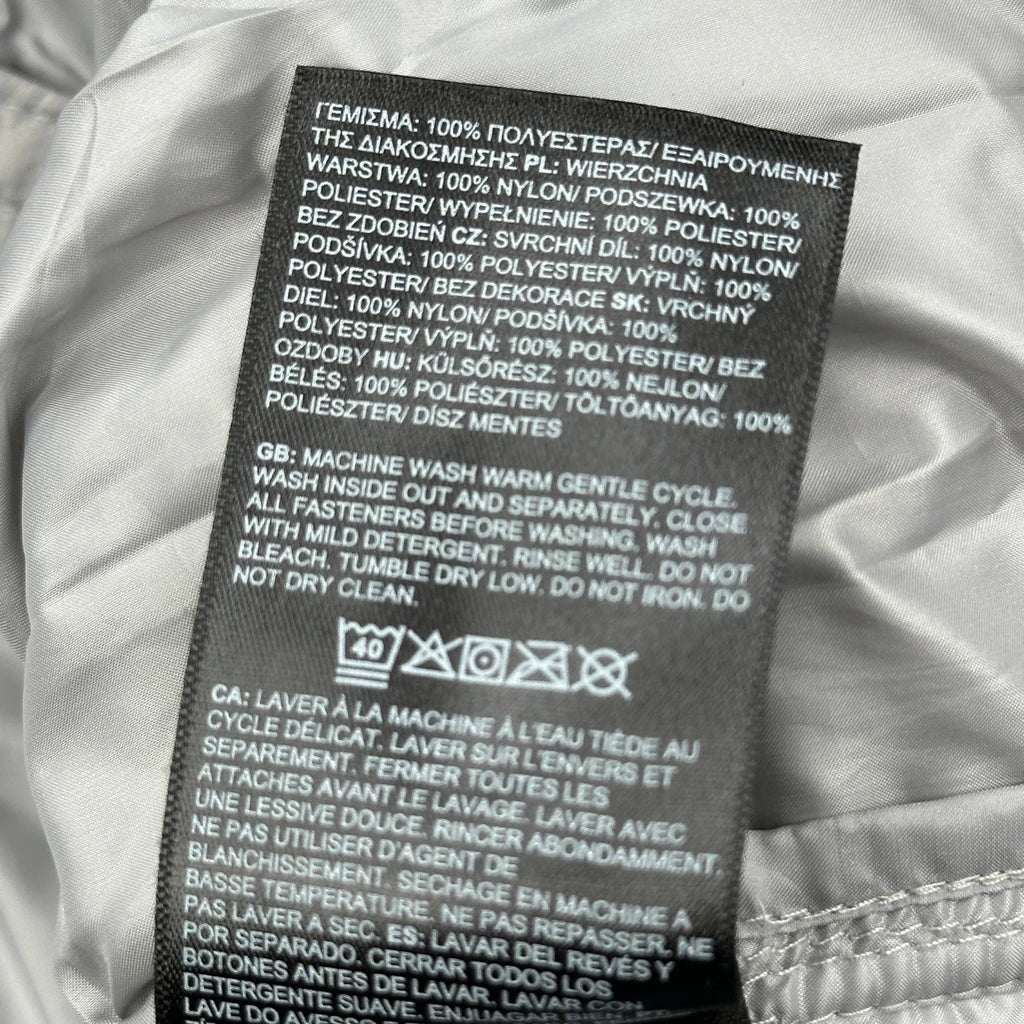 ΓΕΜΙΣΜΑ: 100% ΠΟΛΥΕΣΤΕΡΑΣ/ ΕΞΑΙΡΟΥΜΕΝΗΣ
ΤΗΣ ΔΙΑΚΟΣΜΗΣΗΣ PL: WIERZCHNIA
WARSTWA: 100% NYLON/ PODSZEWKA: 100%
POLIESTER/ WYPEŁNIENIE: 100% POLIESTER/
BEZ ZDOBIEŃ CZ: SVRCHNÍ DÍL: 100% NYLON/
PODŠÍVKA: 100% POLYESTER/ VÝPLŇ: 100%
POLYESTER/ BEZ DEKORACE SK: VRCHNÝ
DIEL: 100% NYLON/ PODŠÍVKA: 100%
POLYESTER/ VÝPLŇ: 100% POLYESTER/ BEZ
OZDOBY HU: KÜLSŐRÉSZ: 100% NEJLON/
BÉLÉS: 100% POLIÉSZTER/ TÖLTŐANYAG: 100%
POLIÉSZTER/ DÍSZ MENTES
GB: MACHINE WASH WARM GENTLE CYCLE.
WASH INSIDE OUT AND SEPARATELY. CLOSE
ALL FASTENERS BEFORE WASHING. WASH
WITH MILD DETERGENT. RINSE WELL. DO NOT
BLEACH. TUMBLE DRY LOW. DO NOT IRON. DO
NOT DRY CLEAN.
40
CA: LAVER À LA MACHINE À L'EAU TIÈDE AU
CYCLE DÉLICAT. LAVER SUR L'ENVERS ET
SEPAREMENT. FERMER TOUTES LES
ATTACHES AVANT LE LAVAGE. LAVER AVEC
UNE LESSIVE DOUCE. RINCER ABONDAMMENT.
NE PAS UTILISER D'AGENT DE
BLANCHISSEMENT. SECHAGE EN MACHINE A
BASSE TEMPERATURE. NE PAS REPASSER. NE
PAS LAVER A SEC. ES: LAVAR DEL REVÉS Y
POR SEPARADO. CERRAR TODOS LOS
BOTONES ANTES DE LAVAR. LAVAR CON
DETERGENTE SUAVE. ENJUAGAR BIEN.
LAVE DO AVESSO